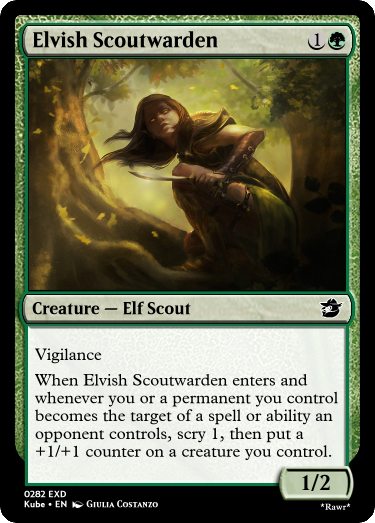 Elvish Scoutwarden 1
Creature — Elf Scout
Vigilance
When Elvish Scoutwarden enters and
whenever you or a permanent you control
becomes the target of a spell or ability an
opponent controls, scry 1, then put a
+1/+1 counter on a creature you control.
1/2
0282 EXD
Kube • EN Giulia Costanzo
*Rawr*